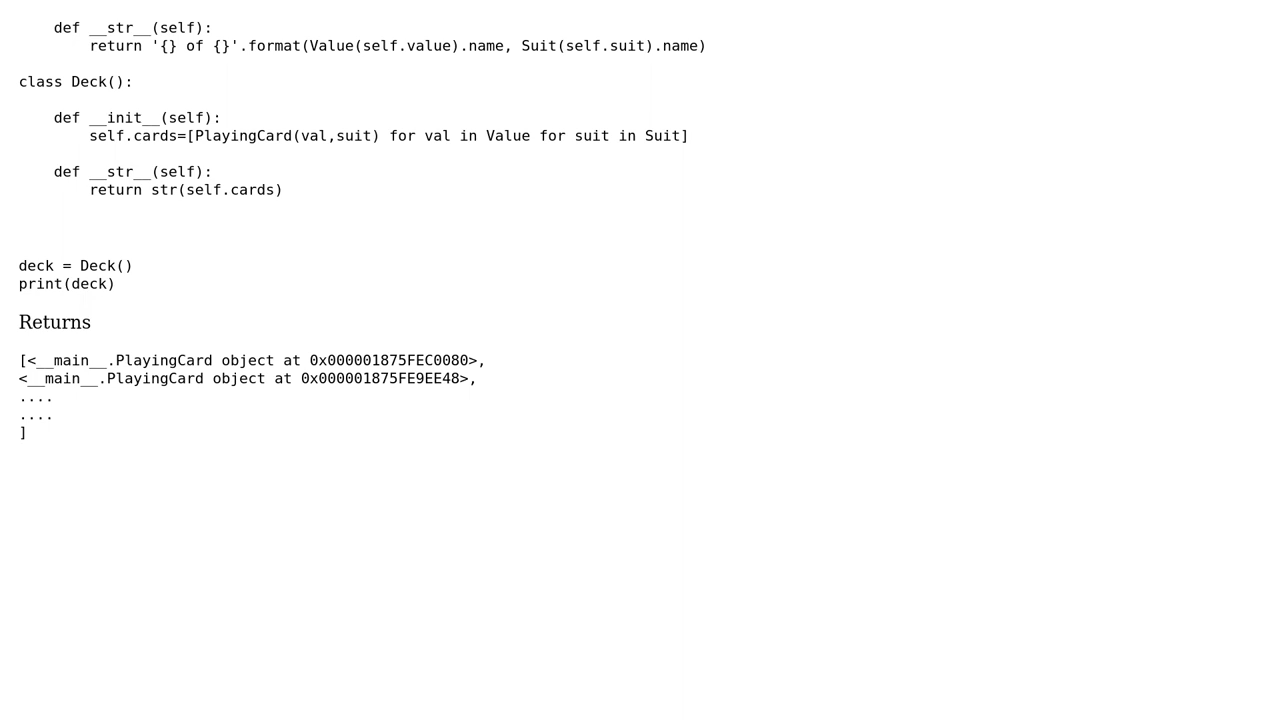 def __str__(self):
        return '{} of {}'.format(Value(self.value).name, Suit(self.suit).name)
class Deck():
    def __init__(self):
        self.cards=[PlayingCard(val,suit) for val in Value for suit in Suit]
    def __str__(self):
        return str(self.cards)
deck = Deck()
print(deck)
Returns
[<__main__.PlayingCard object at 0x000001875FEC0080>,
<__main__.PlayingCard object at 0x000001875FE9EE48>,
....
....
]